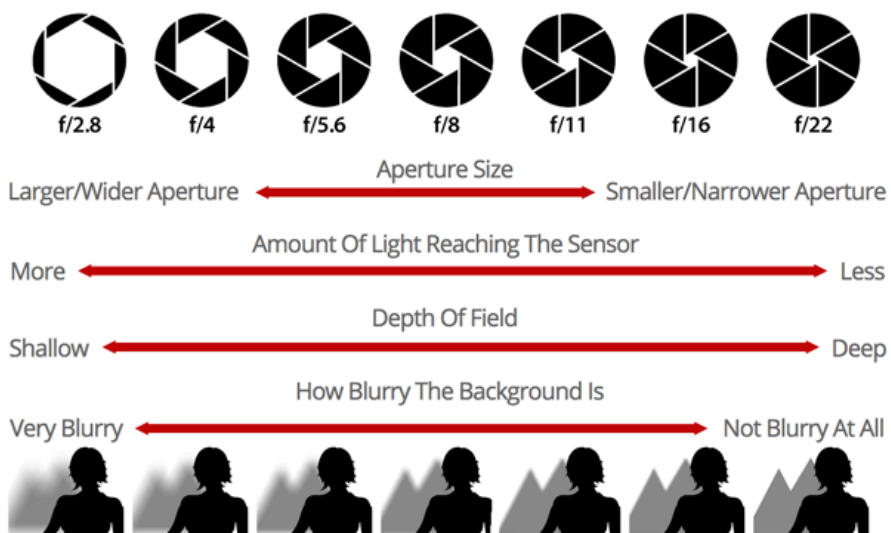 f/2.8 f/4 f/5.6 f/8 f/11 f/16 f/22
Aperture Size
Larger/Wider Aperture Smaller/Narrower Aperture
Amount Of Light Reaching The Sensor
More Less
Depth Of Field
Shallow Deep
How Blurry The Background Is
Very Blurry Not Blurry At All